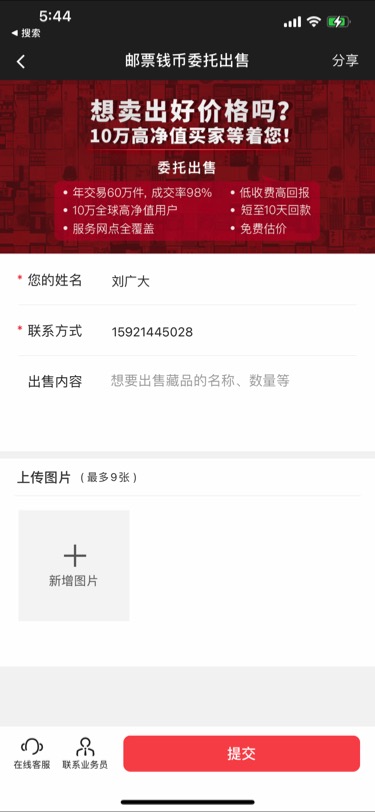 5:44
◀ 搜索
邮票钱币委托出售
分享
想卖出好价格吗?
10万高净值买家等着您!
委托出售
• 年交易60万件, 成交率98%
• 低收费高回报
• 10万全球高净值用户
• 短至10天回款
• 服务网点全覆盖
• 免费估价
* 您的姓名 刘广大
* 联系方式 15921445028
出售内容 想要出售藏品的名称、数量等
上传图片 (最多9张)
新增图片
在线客服
联系业务员
提交